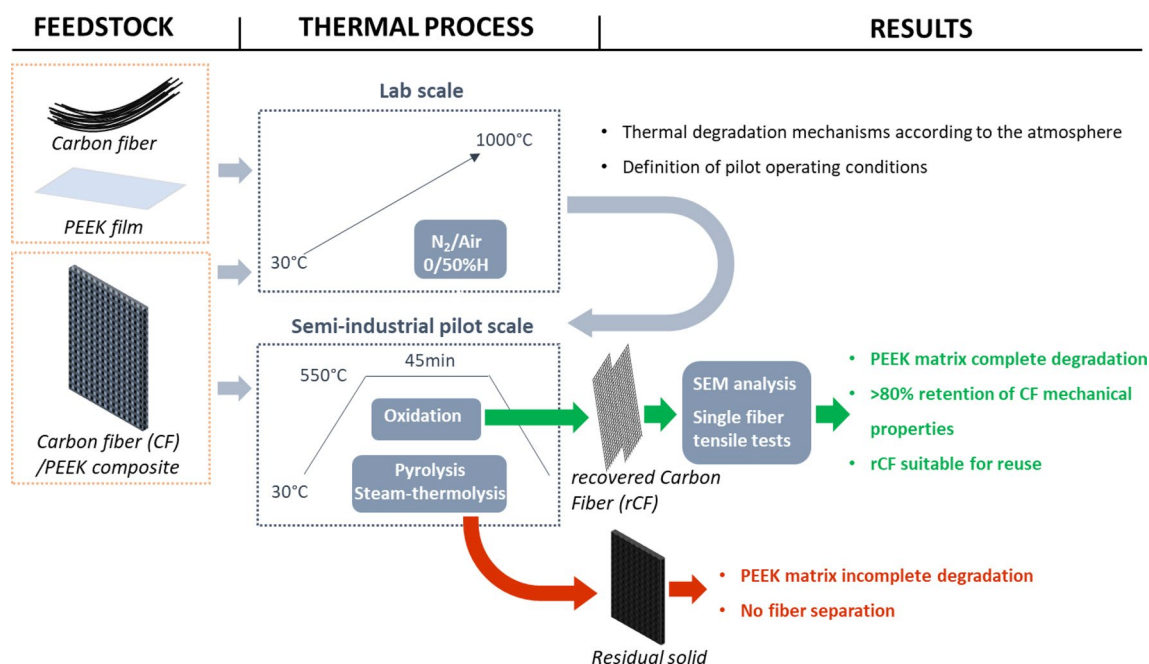 FEEDSTOCK
THERMAL PROCESS
RESULTS
Carbon fiber
PEEK film
Carbon fiber (CF)
/PEEK composite
Lab scale
1000°C
30°C
N₂/Air
0/50%H
• Thermal degradation mechanisms according to the atmosphere
• Definition of pilot operating conditions
Semi-industrial pilot scale
45min
550°C
30°C
Oxidation
Pyrolysis
Steam-thermolysis
recovered Carbon
Fiber (rCF)
SEM analysis
Single fiber
tensile tests
• PEEK matrix complete degradation
• >80% retention of CF mechanical
properties
• rCF suitable for reuse
Residual solid
• PEEK matrix incomplete degradation
• No fiber separation